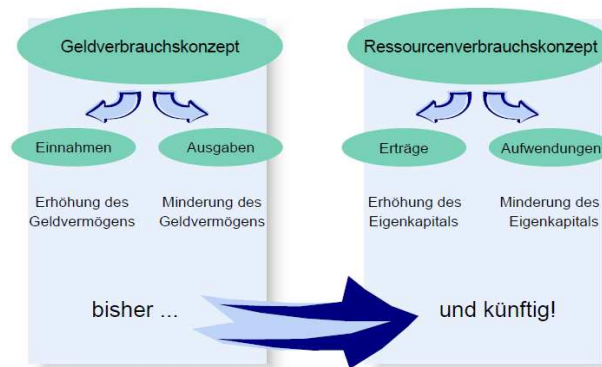 Geldverbrauchskonzept
Einnahmen
Ausgaben
Erhöhung des
Geldvermögens
Minderung des
Geldvermögens
bisher ...
Ressourcenverbrauchskonzept
Erträge
Aufwendungen
Erhöhung des
Eigenkapitals
Minderung des
Eigenkapitals
und künftig!